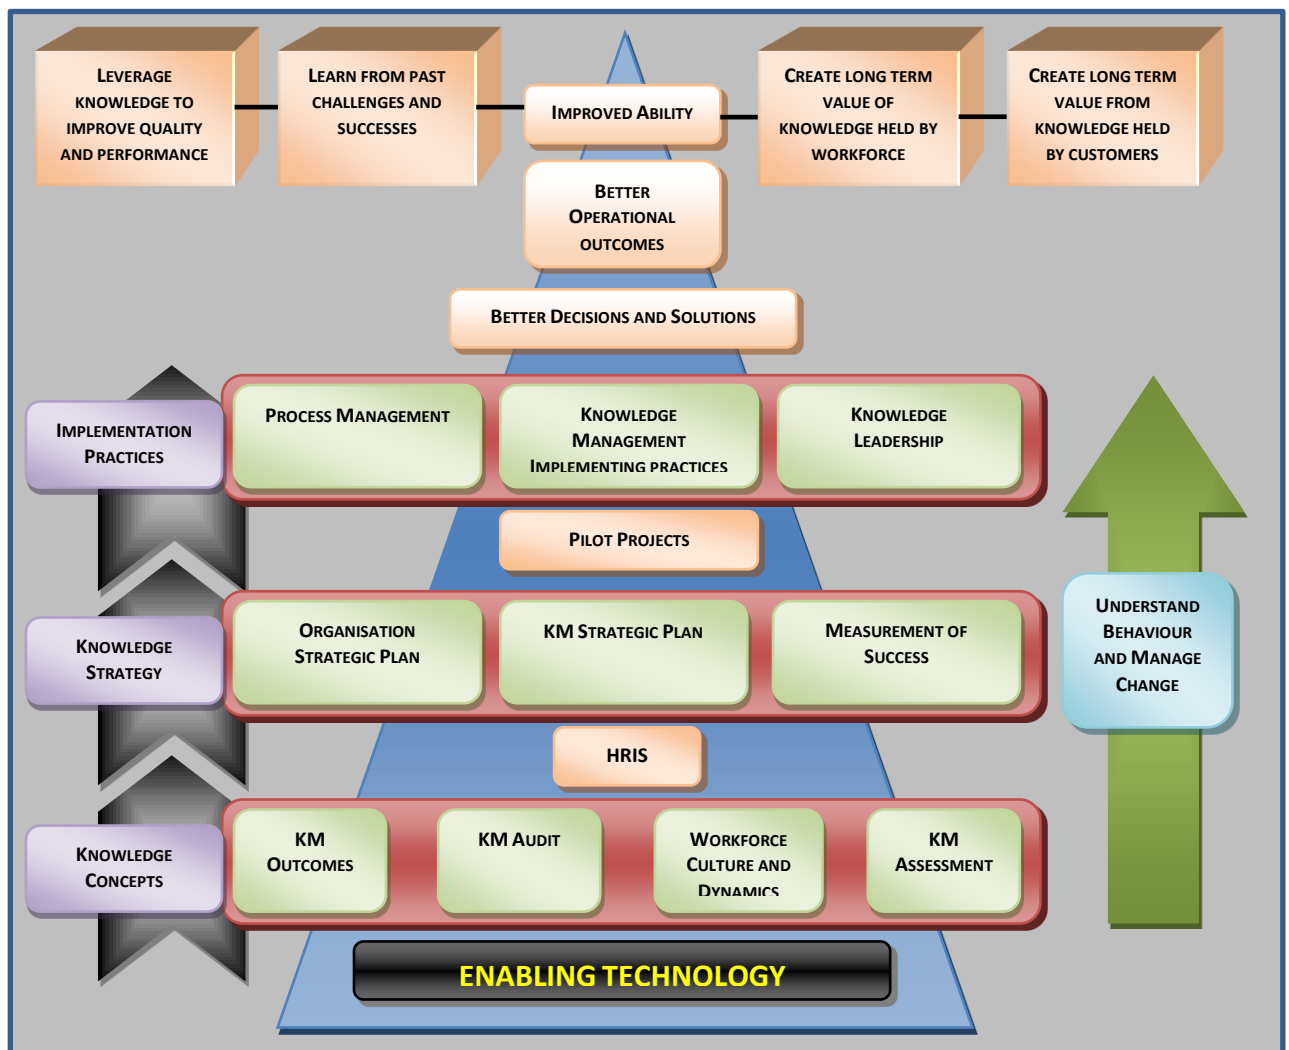 LEVERAGE
KNOWLEDGE TO
IMPROVE QUALITY
AND PERFORMANCE
LEARN FROM PAST
CHALLENGES AND
SUCCESSES
IMPROVED ABILITY
CREATE LONG TERM
VALUE OF
KNOWLEDGE HELD BY
WORKFORCE
CREATE LONG TERM
VALUE FROM
KNOWLEDGE HELD
BY CUSTOMERS
BETTER
OPERATIONAL
OUTCOMES
BETTER DECISIONS AND SOLUTIONS
IMPLEMENTATION
PRACTICES
PROCESS MANAGEMENT
KNOWLEDGE
MANAGEMENT
IMPLEMENTING PRACTICES
KNOWLEDGE
LEADERSHIP
PILOT PROJECTS
KNOWLEDGE
STRATEGY
ORGANISATION
STRATEGIC PLAN
KM STRATEGIC PLAN
MEASUREMENT OF
SUCCESS
UNDERSTAND
BEHAVIOUR
AND MANAGE
CHANGE
HRIS
KNOWLEDGE
CONCEPTS
KM
OUTCOMES
KM AUDIT
WORKFORCE
CULTURE AND
DYNAMICS
KM
ASSESSMENT
ENABLING TECHNOLOGY